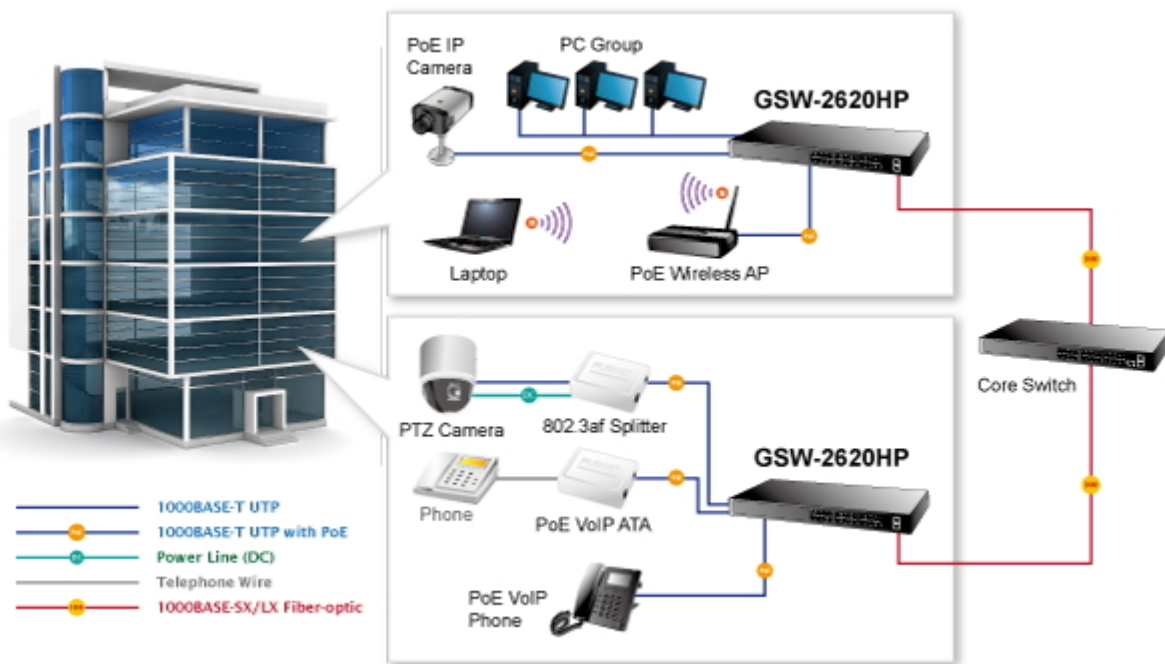 PoE IP
Camera
PC Group
GSW-2620HP
Laptop
PoE Wireless AP
Core Switch
PTZ Camera
802.3af Splitter
GSW-2620HP
Phone
PoE VoIP ATA
PoE VoIP
Phone
1000BASE-T UTP
PoE
1000BASE-T UTP with PoE
DC
Power Line (DC)
Telephone Wire
1000BASE-SX/LX Fiber-optic